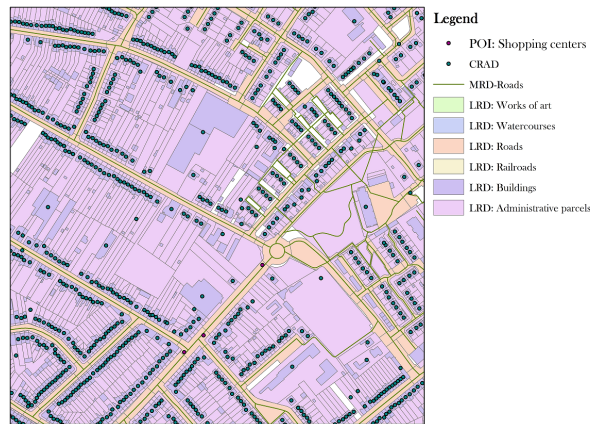 Legend
POI: Shopping centers
CRAD
MRD-Roads
LRD: Works of art
LRD: Watercourses
LRD: Roads
LRD: Railroads
LRD: Buildings
LRD: Administrative parcels